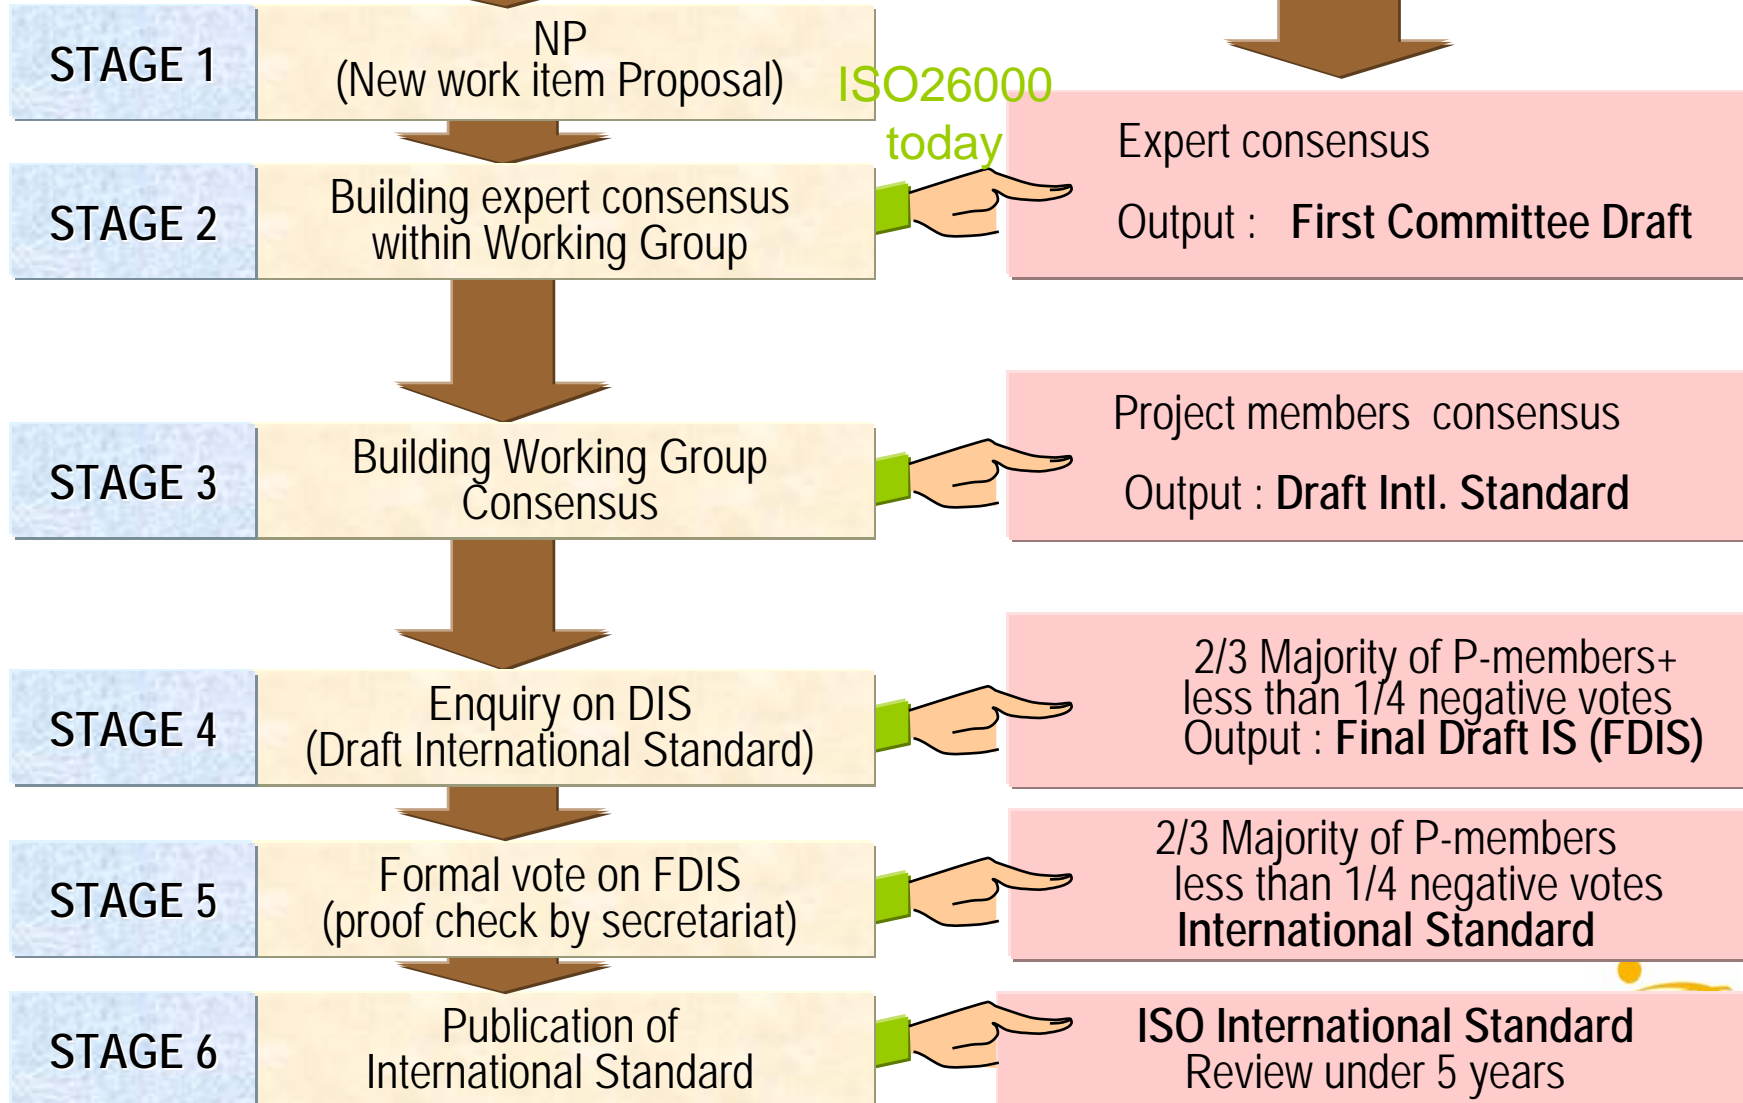 STAGE 1
NP
(New work item Proposal)
ISO26000
today
STAGE 2
Building expert consensus
within Working Group
Expert consensus
Output : First Committee Draft
STAGE 3
Building Working Group
Consensus
Project members consensus
Output : Draft Intl. Standard
STAGE 4
Enquiry on DIS
(Draft International Standard)
2/3 Majority of P-members+
less than 1/4 negative votes
Output : Final Draft IS (FDIS)
STAGE 5
Formal vote on FDIS
(proof check by secretariat)
2/3 Majority of P-members
less than 1/4 negative votes
International Standard
STAGE 6
Publication of
International Standard
ISO International Standard
Review under 5 years